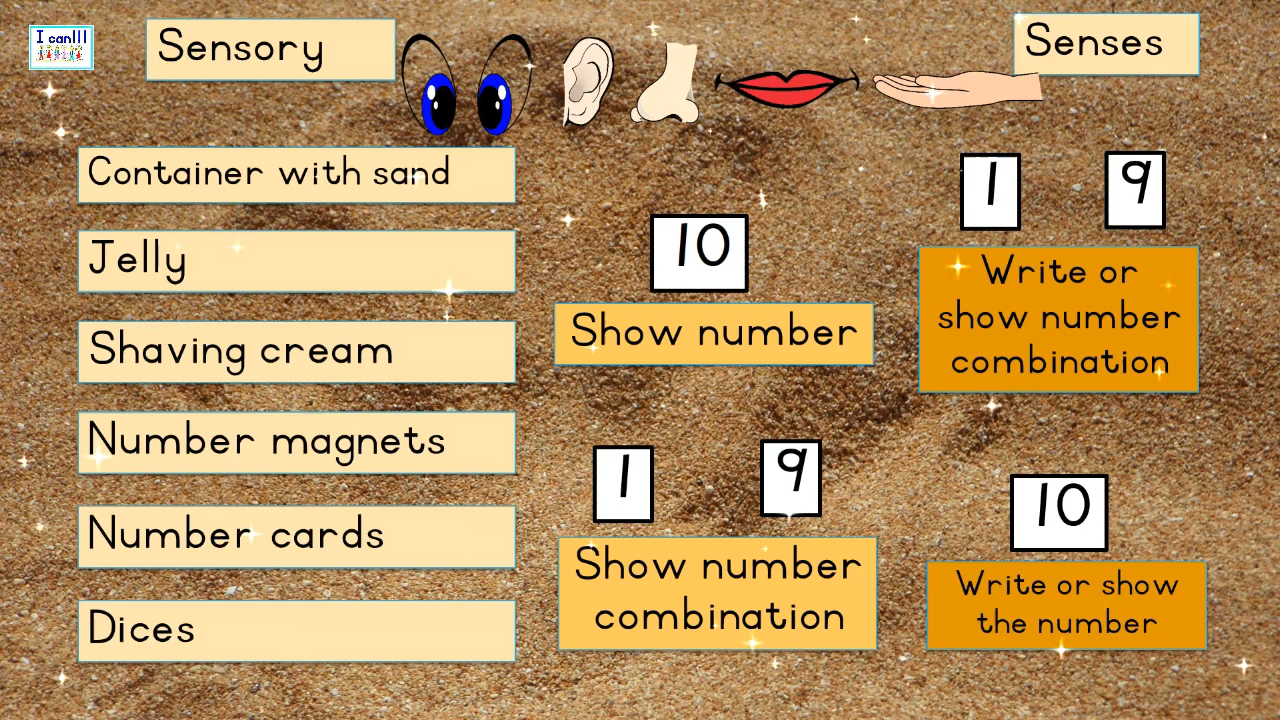 I can!!!
Sensory
Senses
Container with sand
Jelly
Shaving cream
Number magnets
Number cards
Dices
10
Show number
1 9
Show number
combination
1 9
Write or
show number
combination
10
Write or show
the number